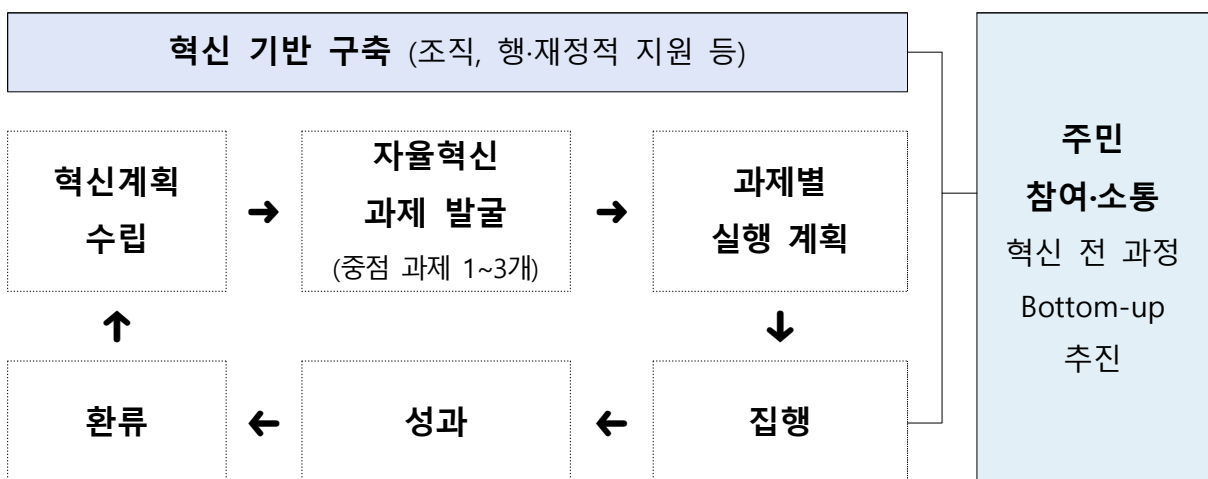 혁신 기반 구축 (조직, 행·재정적 지원 등)
혁신계획
수립
➜
자율혁신
과제 발굴
(중점 과제 1~3개)
➜
과제별
실행 계획
환류
성과
집행
주민
참여·소통
혁신 전 과정
Bottom-up
추진